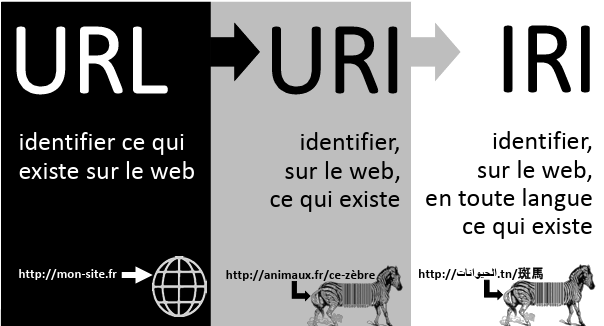 URL
identifier ce qui
existe sur le web
http://mon-site.fr
URI
identifier,
sur le web,
ce qui existe
http://animaux.fr/ce-zèbre
IRI
identifier,
sur le web,
en toute langue
ce qui existe
http://الحيوانات.tn/斑馬